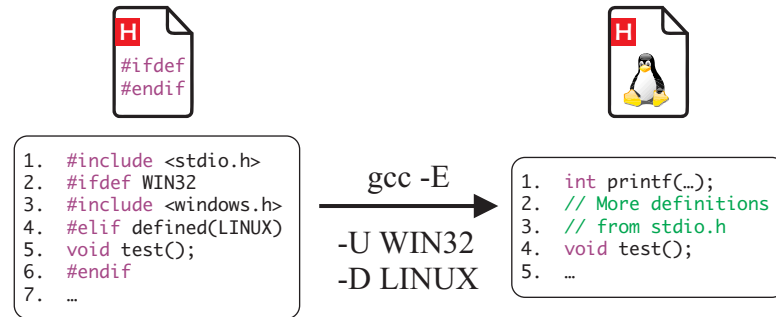 H
#ifdef
#endif
H
1. #include <stdio.h>
2. #ifdef WIN32
3. #include <windows.h>
4. #elif defined(LINUX)
5. void test();
6. #endif
7. …
gcc -E
-U WIN32
-D LINUX
1. int printf(…);
2. // More definitions
3. // from stdio.h
4. void test();
5. …